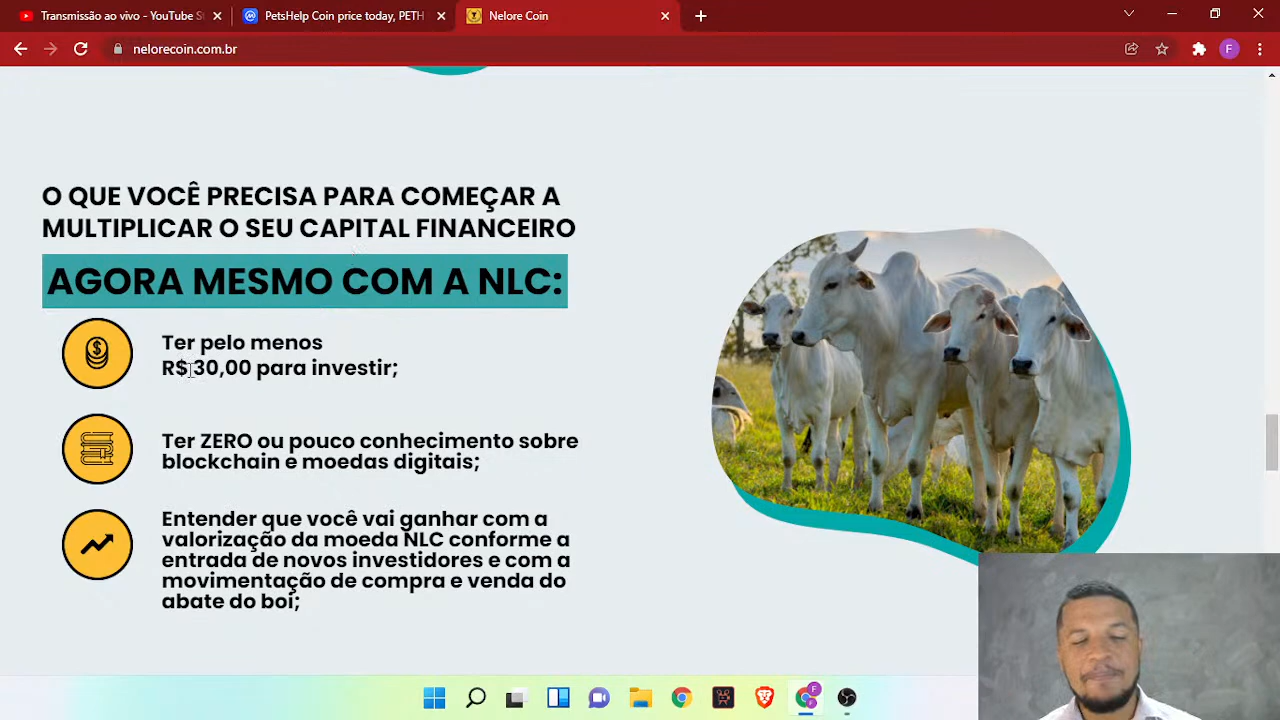 Transmissão ao vivo - YouTube S
PetsHelp Coin price today, PETH
Nelore Coin
nelorecoin.com.br
F
O QUE VOCÊ PRECISA PARA COMEÇAR A
MULTIPLICAR O SEU CAPITAL FINANCEIRO
AGORA MESMO COM A NLC:
Ter pelo menos
R$30,00 para investir;
Ter ZERO ou pouco conhecimento sobre
blockchain e moedas digitais;
Entender que você vai ganhar com a
valorização da moeda NLC conforme a
entrada de novos investidores e com a
movimentação de compra e venda do
abate do boi;
F